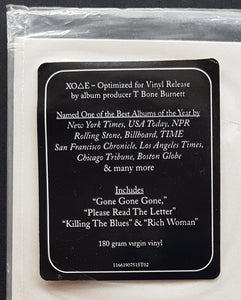 XOΔE – Optimized for Vinyl Release
by album producer T Bone Burnett
Named One of the Best Albums of the Year by
New York Times, USA Today, NPR
Rolling Stone, Billboard, TIME
San Francisco Chronicle, Los Angeles Times,
Chicago Tribune, Boston Globe
& many more
Includes
"Gone Gone Gone,"
"Please Read The Letter"
"Killing The Blues" & "Rich Woman"
180 gram virgin vinyl
11661907515T02